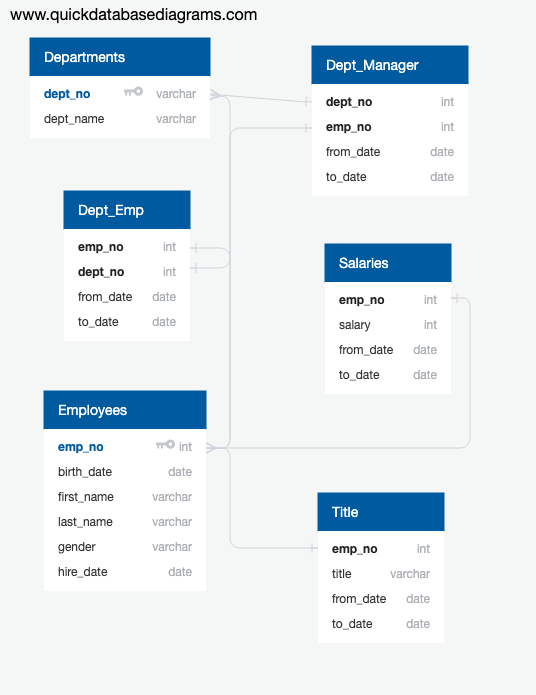 www.quickdatabasediagrams.com
Departments
dept_no varchar
dept_name varchar
Dept_Manager
dept_no int
emp_no int
from_date date
to_date date
Dept_Emp
emp_no int
dept_no int
from_date date
to_date date
Salaries
emp_no int
salary int
from_date date
to_date date
Employees
emp_no int
birth_date date
first_name varchar
last_name varchar
gender varchar
hire_date date
Title
emp_no int
title varchar
from_date date
to_date date